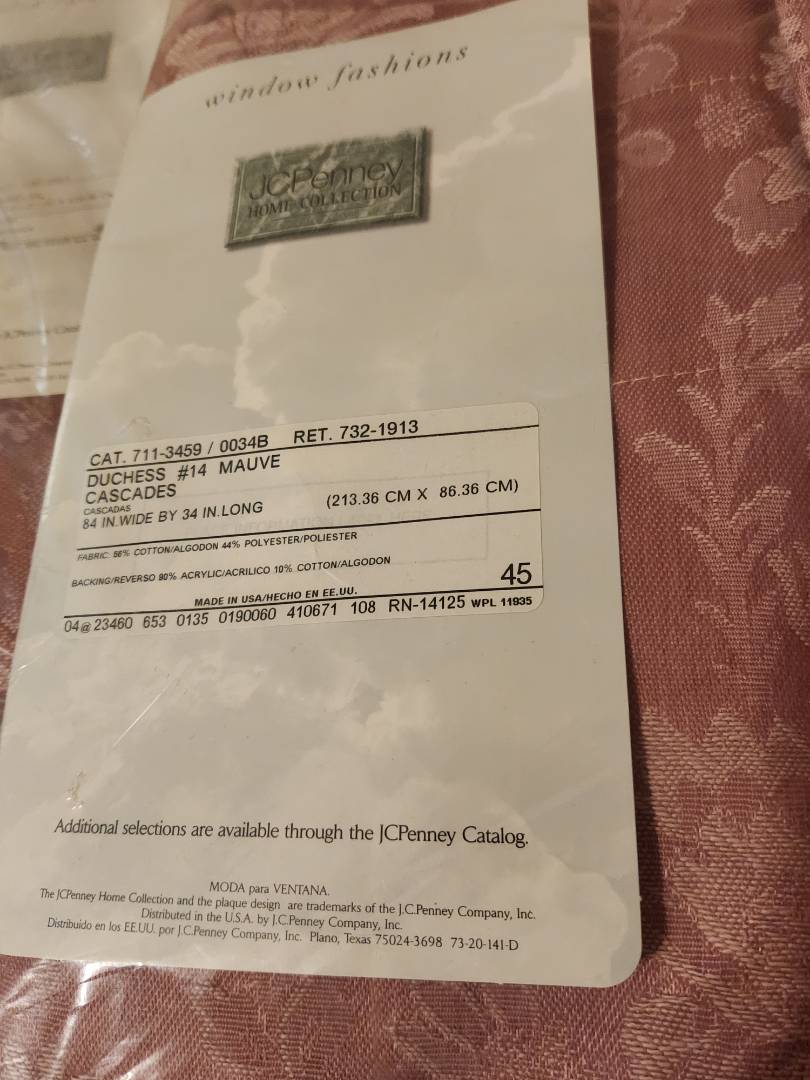 window fashions
JCPenney
HOME COLLECTION
CAT. 711-3459 / 0034B RET. 732-1913
DUCHESS #14 MAUVE
CASCADES
CASCADAS
84 IN.WIDE BY 34 IN.LONG (213.36 CM X 86.36 CM)
FABRIC: 56% COTTON/ALGODON 44% POLYESTER/POLIESTER
BACKING/REVERSO 90% ACRYLIC/ACRILICO 10% COTTON/ALGODON
45
MADE IN USA/HECHO EN EE.UU.
04@23460 653 0135 0190060 410671 108 RN-14125 WPL 11935
Additional selections are available through the JCPenney Catalog.
MODA para VENTANA.
The JCPenney Home Collection and the plaque design are trademarks of the J.C.Penney Company, Inc.
Distributed in the U.S.A. by J.C.Penney Company, Inc.
Distribuido en los EE.UU. por J.C.Penney Company, Inc. Plano, Texas 75024-3698 73-20-141-D